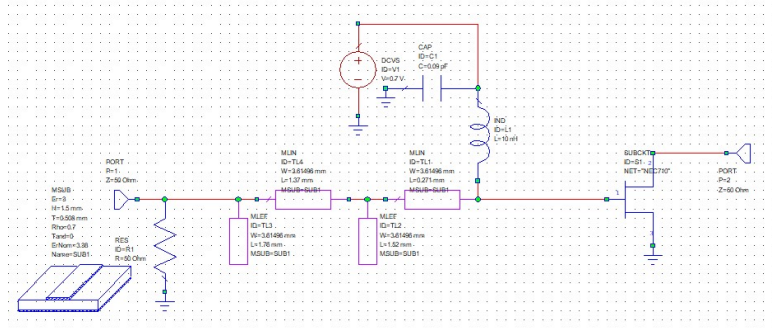 DCVS
ID=V1
V=0.7 V
CAP
ID=C1
C=0.09 pF
IND
ID=L1
L=10 nH
MSUB
Er=3
H=1.5 mm
T=0.508 mm
Rho=0.7
Tand=0
ErNom=3.38
Name=SUB1
PORT
P=1
Z=50 Ohm
RES
ID=R1
R=50 Ohm
MLIN
ID=TL4
W=3.61496 mm
L=1.37 mm
MSUB=SUB1
MLEF
ID=TL3
W=3.61496 mm
L=1.76 mm
MSUB=SUB1
MLIN
ID=TL1
W=3.61496 mm
L=0.271 mm
MSUB=SUB1
MLEF
ID=TL2
W=3.61496 mm
L=1.52 mm
MSUB=SUB1
SUBCKT
ID=S1
NET="NEC710"
1
2
3
PORT
P=2
Z=50 Ohm